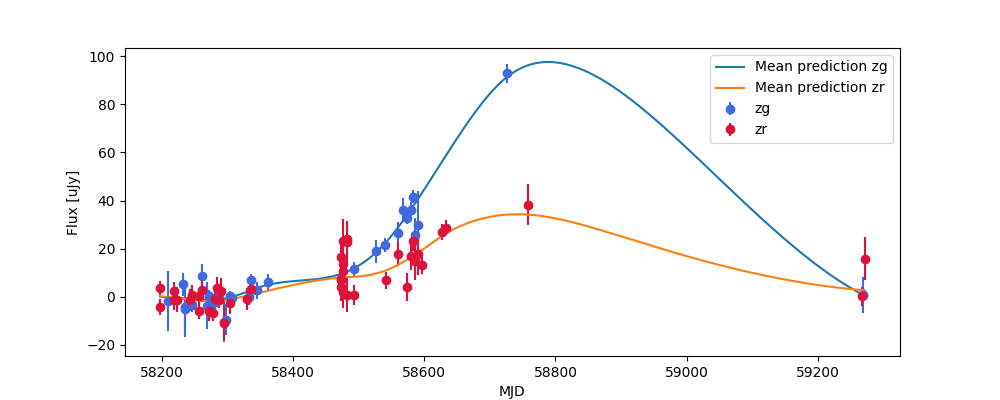 100
80
60
40
20
0
−20
Flux [uJy]
58200
58400
58600
58800
59000
59200
MJD
Mean prediction zg
Mean prediction zr
zg
zr